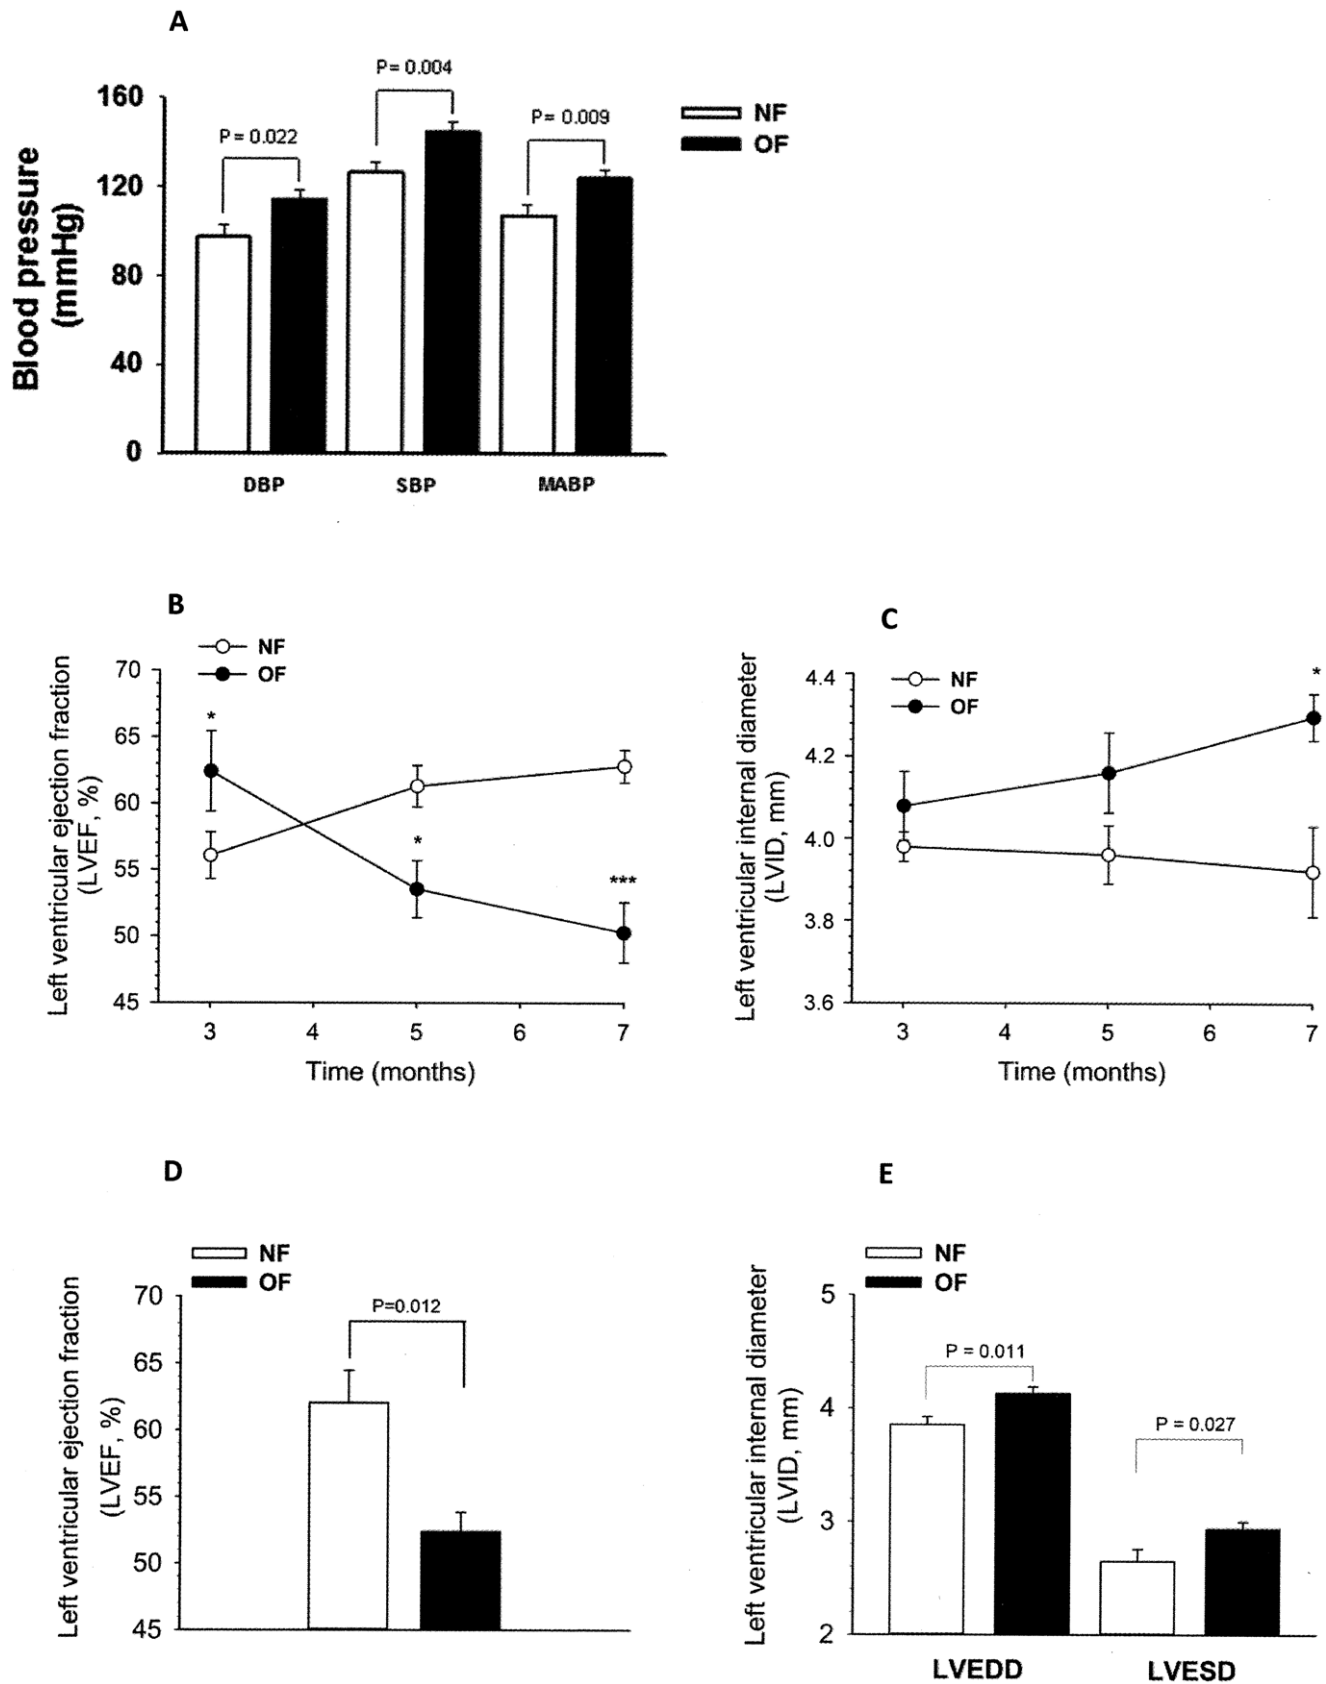 A
P= 0.004
160
P= 0.009
NF
P= 0.022
OF
120
Blood pressure
(mmHg)
80
40
0
DBP SBP MABP
B
NF
OF
Left ventricular ejection fraction
(LVEF, %)
70
65
60
55
50
45
*
*
***
3 4 5 6 7
Time (months)
C
NF
OF
Left ventricular internal diameter
(LVID, mm)
4.4
4.2
4.0
3.8
3.6
*
3 4 5 6 7
Time (months)
D
NF
OF
Left ventricular ejection fraction
(LVEF, %)
70
65
60
55
50
45
P=0.012
E
NF
OF
Left ventricular internal diameter
(LVID, mm)
5
4
3
2
P = 0.011
P = 0.027
LVEDD LVESD